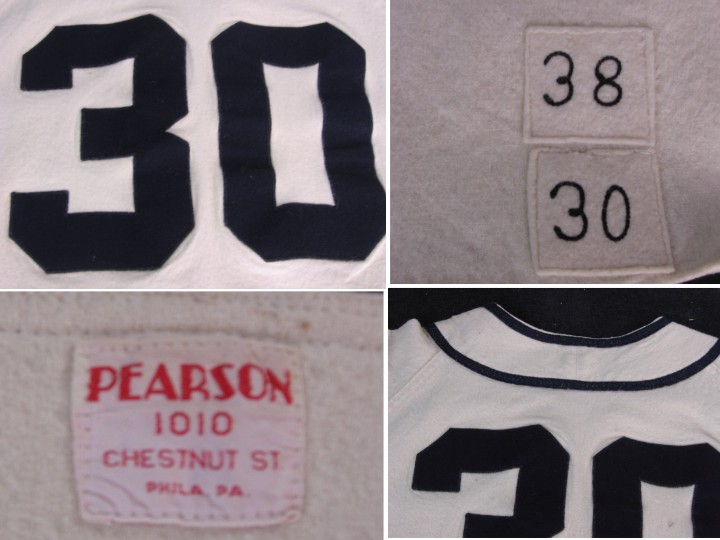 30
38
30
PEARSON
1010
CHESTNUT ST
PHILA. PA.
30